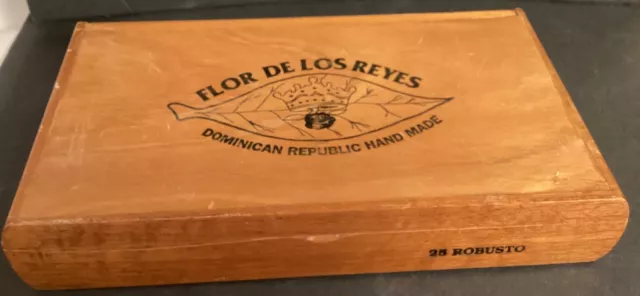 FLOR DE LOS REYES
DOMINICAN REPUBLIC HAND MADE
25 ROBUSTO